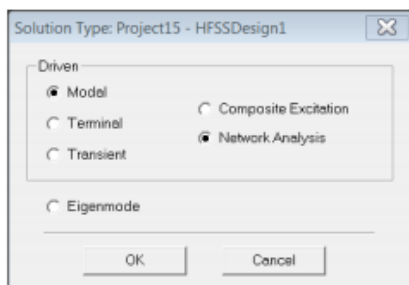 Solution Type: Project15 - HFSSDesign1
Driven
Modal
Composite Excitation
Terminal
Network Analysis
Transient
Eigenmode
OK
Cancel